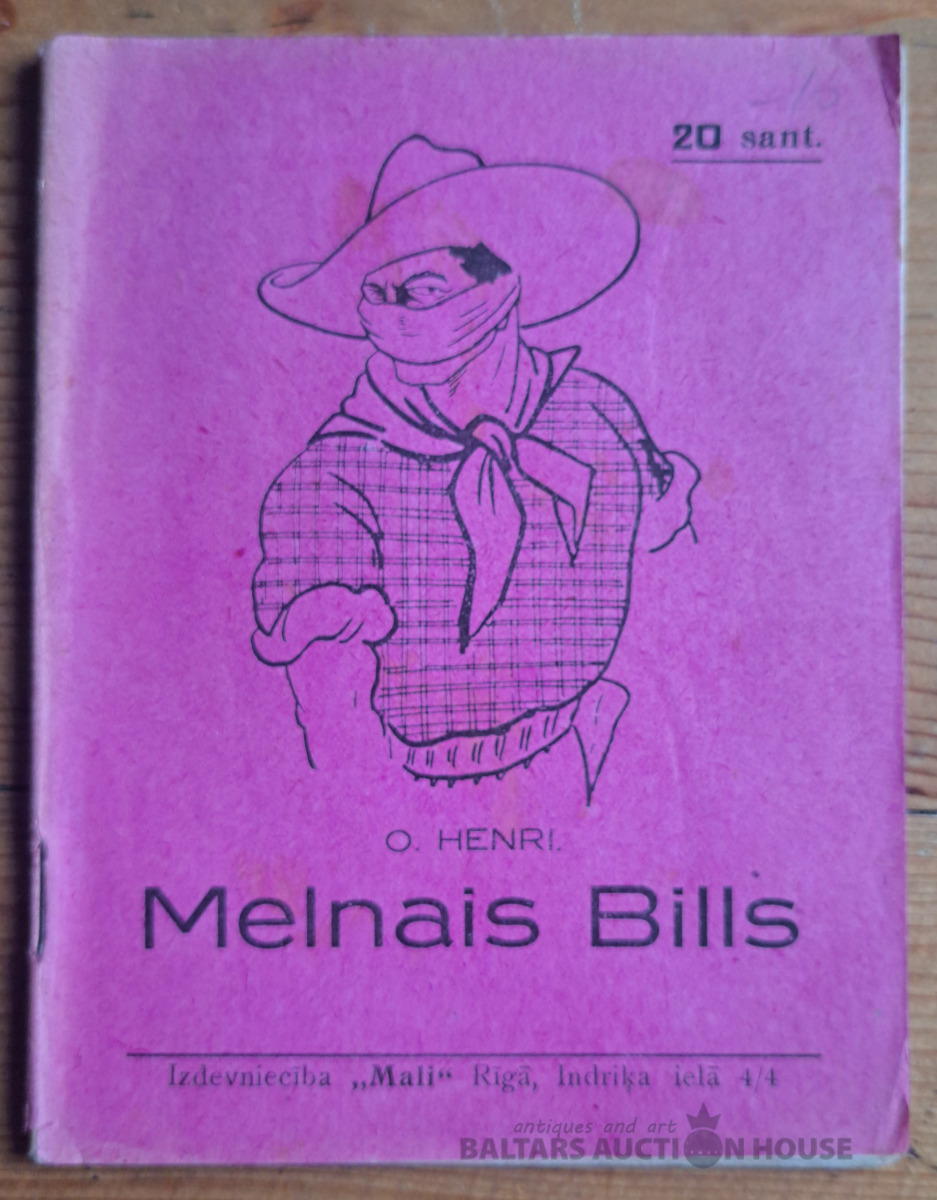 20 sant.
O. HENRI.
Melnais Bills
Izdevniecība „Mali“ Rīgā, Indriķa ielā 4/4
antiques and art
BALTARS AUCTION HOUSE